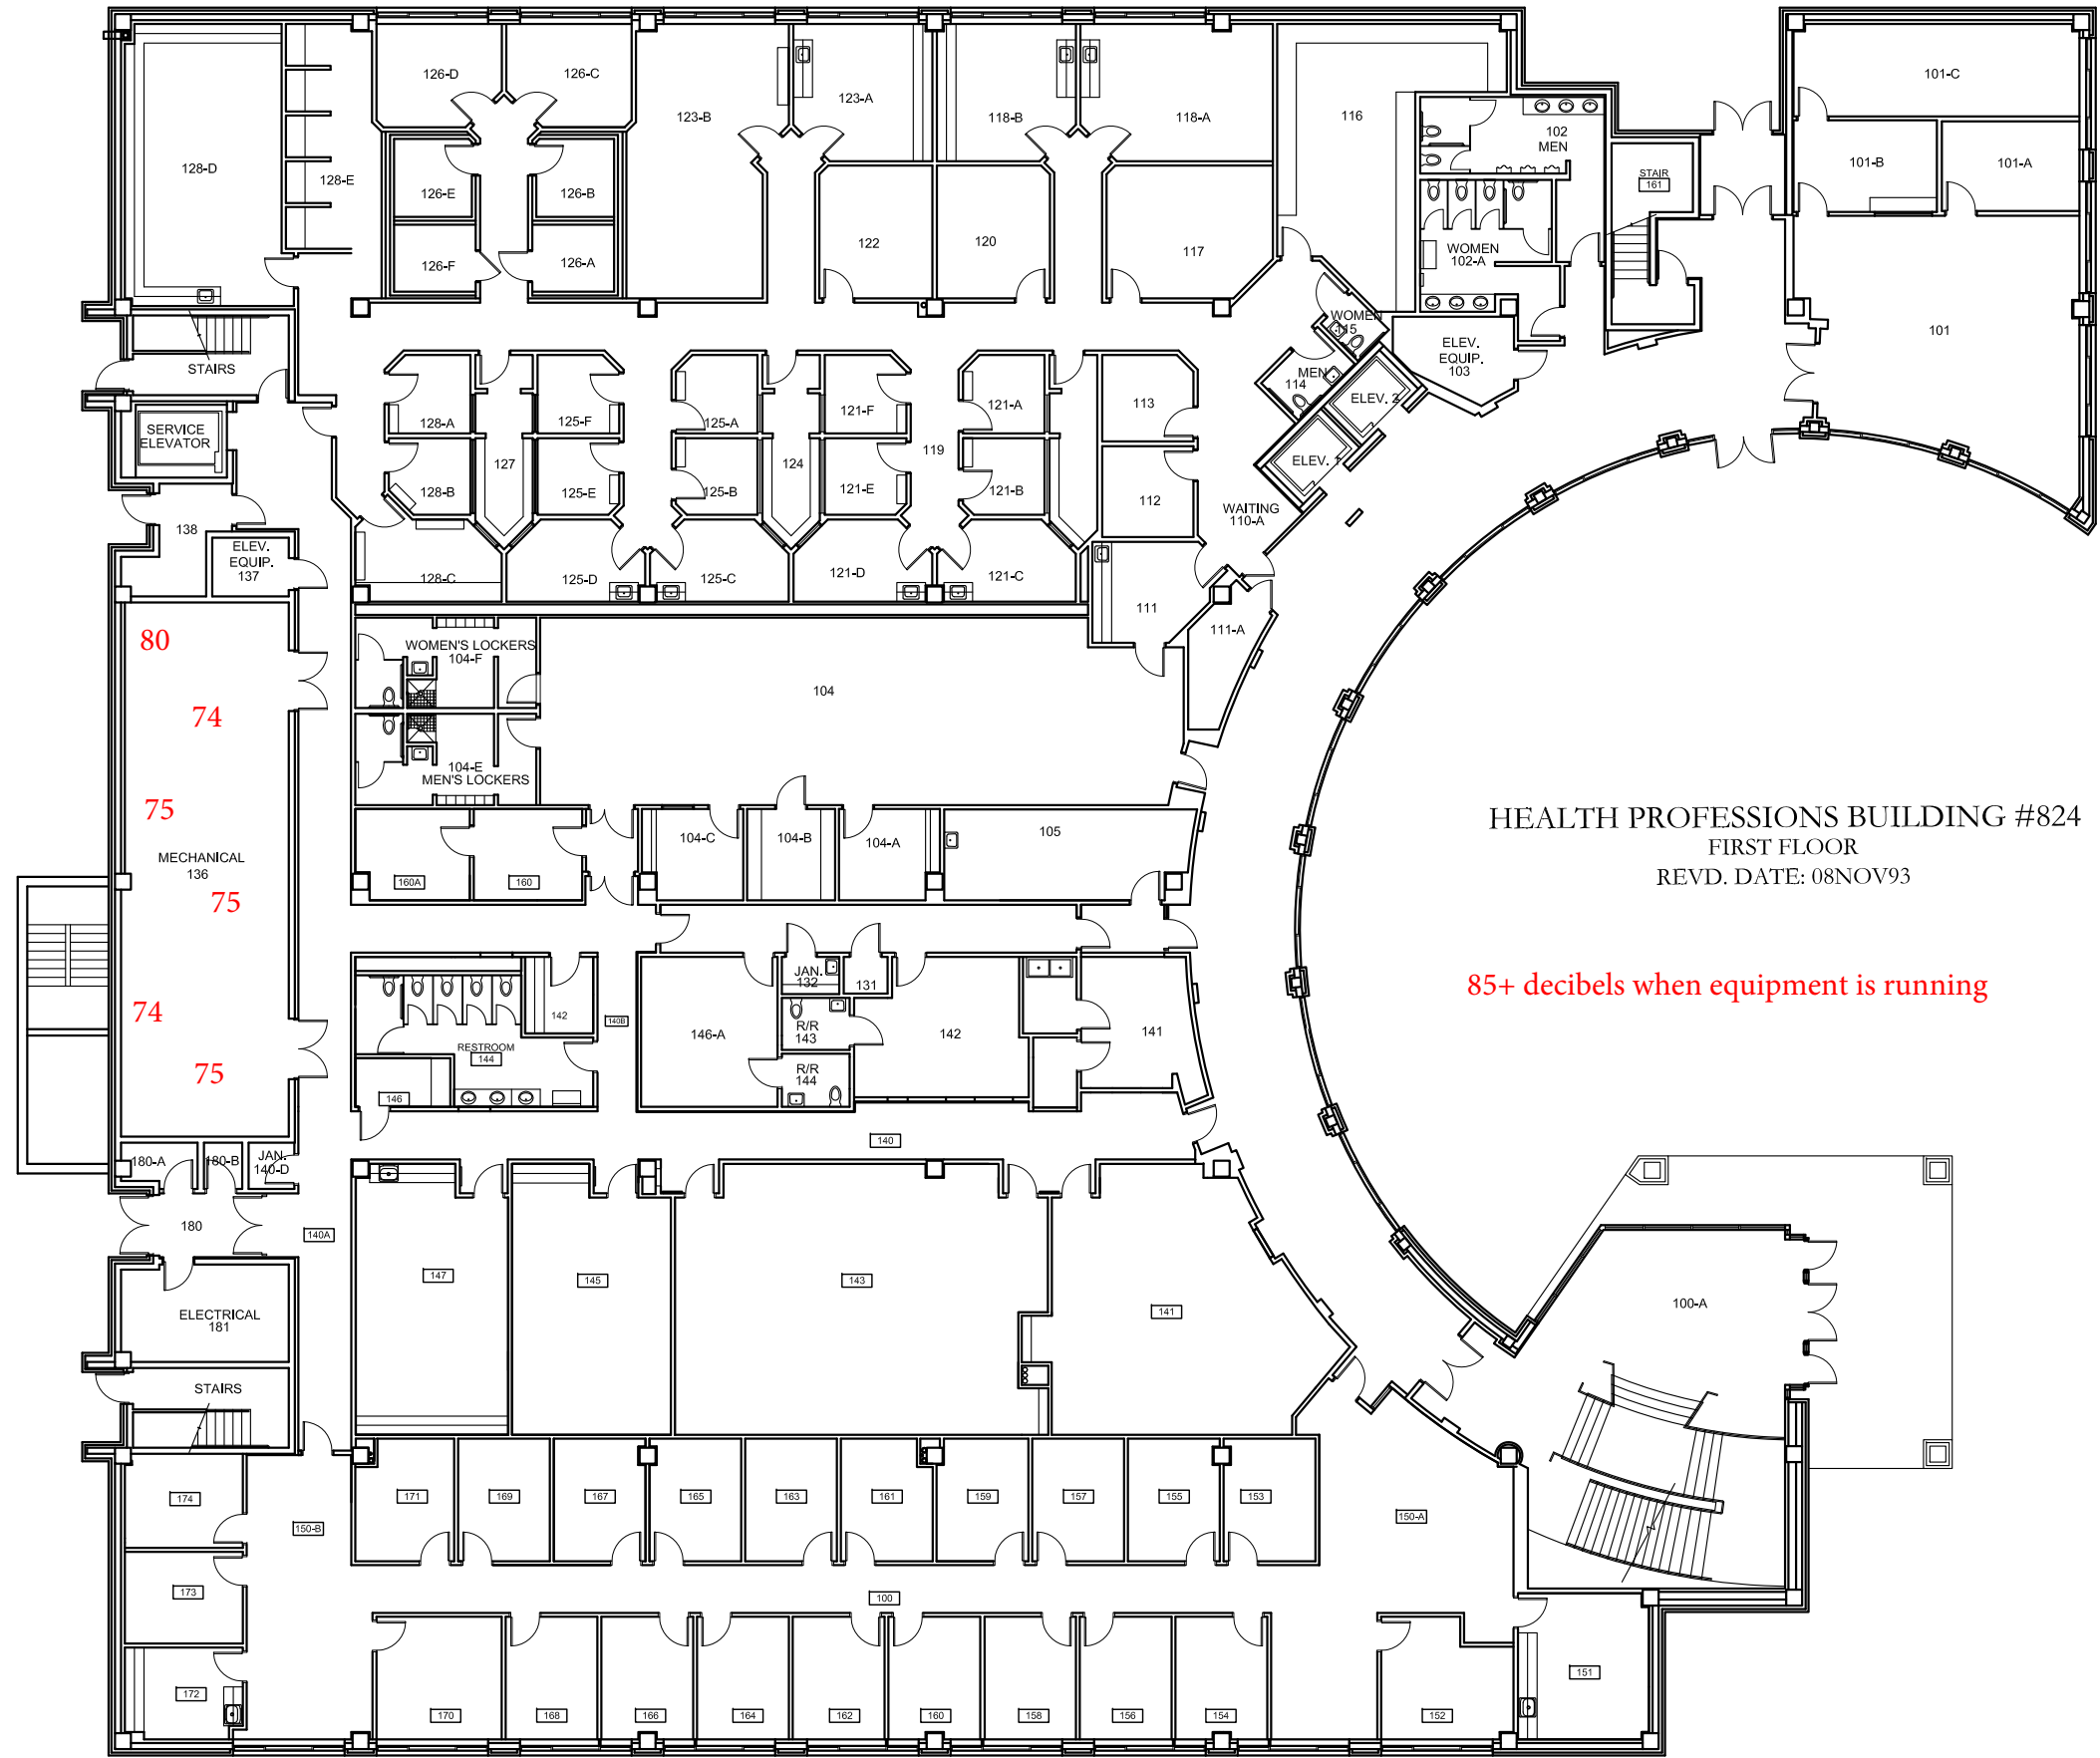 126-D
126-C
123-B
123-A
118-B
118-A
116
102
MEN
101-C
128-D
128-E
126-E
126-B
STAIR
161
101-B
101-A
122
120
117
WOMEN
102-A
126-F
126-A
WOMEN
115
ELEV.
EQUIP.
103
101
STAIRS
MEN
114
ELEV. 2
SERVICE
ELEVATOR
128-A
125-F
125-A
121-F
121-A
113
119
127
124
ELEV. 1
128-B
125-E
125-B
121-E
121-B
112
WAITING
110-A
138
ELEV.
EQUIP.
137
128-C
125-D
125-C
121-D
121-C
111
111-A
80
WOMEN'S LOCKERS
104-F
104
74
104-E
MEN'S LOCKERS
75
MECHANICAL
136
75
160A
160
104-C
104-B
104-A
105
HEALTH PROFESSIONS BUILDING #824
FIRST FLOOR
REVD. DATE: 08NOV93
85+ decibels when equipment is running
74
75
142
140B
RESTROOM
144
146
146-A
JAN.
132
131
R/R
143
R/R
144
142
141
140
180-A
180-B
JAN.
140-D
180
140A
147
145
143
141
100-A
ELECTRICAL
181
STAIRS
174
171
169
167
165
163
161
159
157
155
153
150-B
150-A
173
100
172
170
168
166
164
162
160
158
156
154
152
151